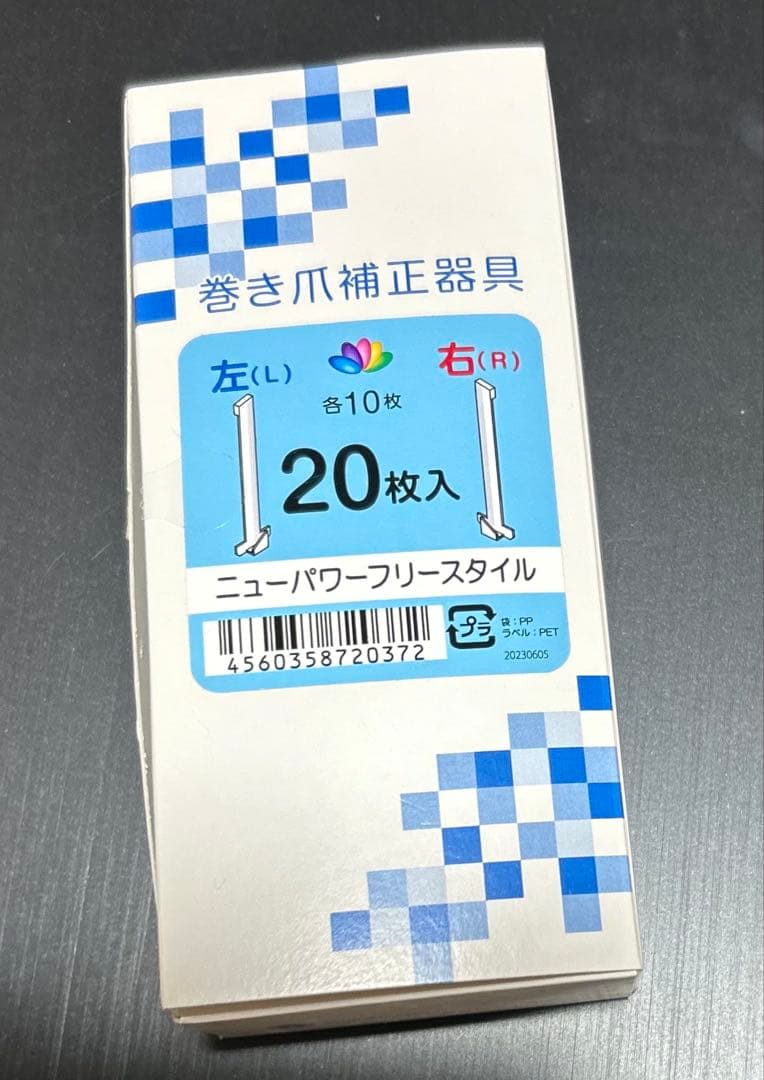 巻き爪補正器具
左(L)
右(R)
各10枚
20枚入
ニューパワーフリースタイル
4560358720372
プラ
袋:PP
ラベル:PET
20230605